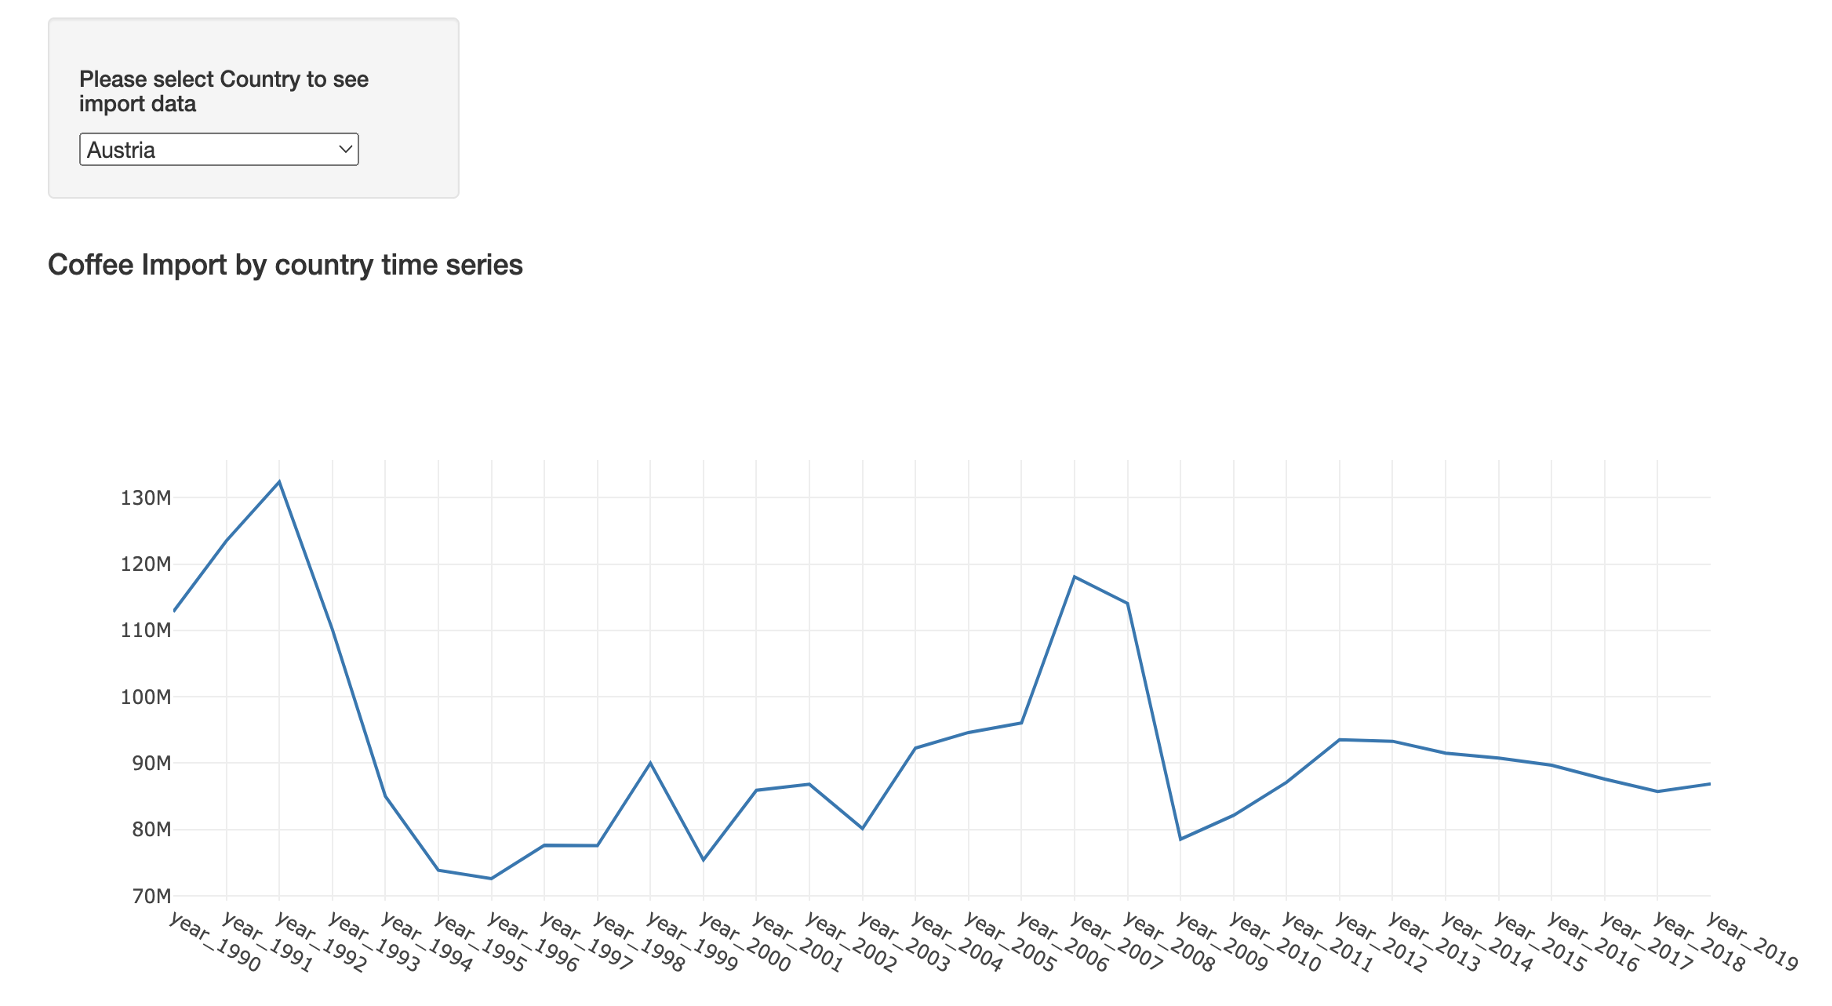 Please select Country to see
import data
Austria
Coffee Import by country time series
130M
120M
110M
100M
90M
80M
70M
year_1990
year_1991
year_1992
year_1993
year_1994
year_1995
year_1996
year_1997
year_1998
year_1999
year_2000
year_2001
year_2002
year_2003
year_2004
year_2005
year_2006
year_2007
year_2008
year_2009
year_2010
year_2011
year_2012
year_2013
year_2014
year_2015
year_2016
year_2017
year_2018
year_2019